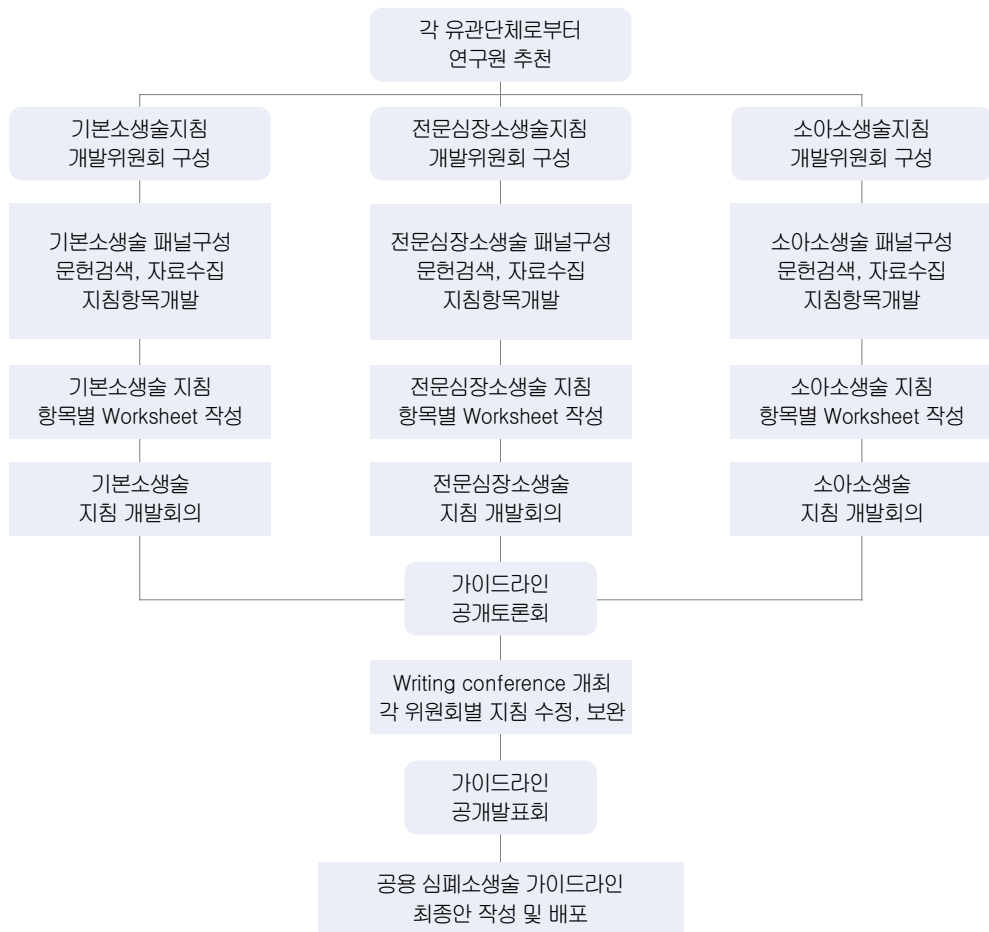 각 유관단체로부터
연구원 추천
기본소생술지침
개발위원회 구성
전문심장소생술지침
개발위원회 구성
소아소생술지침
개발위원회 구성
기본소생술 패널구성
문헌검색, 자료수집
지침항목개발
전문심장소생술 패널구성
문헌검색, 자료수집
지침항목개발
소아소생술 패널구성
문헌검색, 자료수집
지침항목개발
기본소생술 지침
항목별 Worksheet 작성
전문심장소생술 지침
항목별 Worksheet 작성
소아소생술 지침
항목별 Worksheet 작성
기본소생술
지침 개발회의
전문심장소생술
지침 개발회의
소아소생술
지침 개발회의
가이드라인
공개토론회
Writing conference 개최
각 위원회별 지침 수정, 보완
가이드라인
공개발표회
공용 심폐소생술 가이드라인
최종안 작성 및 배포